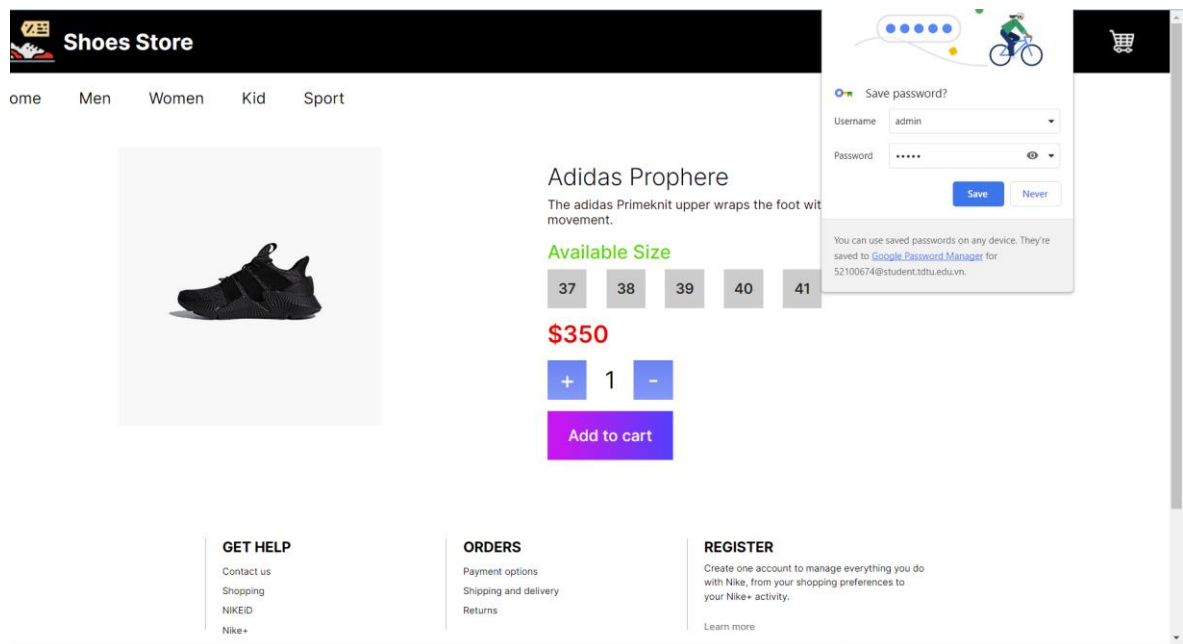 Shoes Store
ome Men Women Kid Sport
Save password?
Username admin
Password •••••
Save Never
You can use saved passwords on any device. They're
saved to Google Password Manager for
52100674@student.tdtu.edu.vn.
Adidas Prophere
The adidas Primeknit upper wraps the foot wit
movement.
Available Size
37 38 39 40 41
$350
+ 1 -
Add to cart
GET HELP
Contact us
Shopping
NIKEiD
Nike+
ORDERS
Payment options
Shipping and delivery
Returns
REGISTER
Create one account to manage everything you do
with Nike, from your shopping preferences to
your Nike+ activity.
Learn more